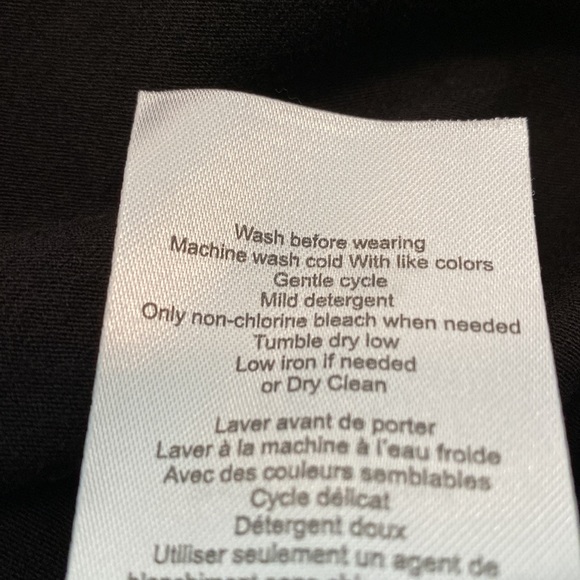 Wash before wearing
Machine wash cold With like colors
Gentle cycle
Mild detergent
Only non-chlorine bleach when needed
Tumble dry low
Low iron if needed
or Dry Clean
Laver avant de porter
Laver à la machine à l'eau froide
Avec des couleurs semblables
Cycle délicat
Détergent doux
Utiliser seulement un agent de